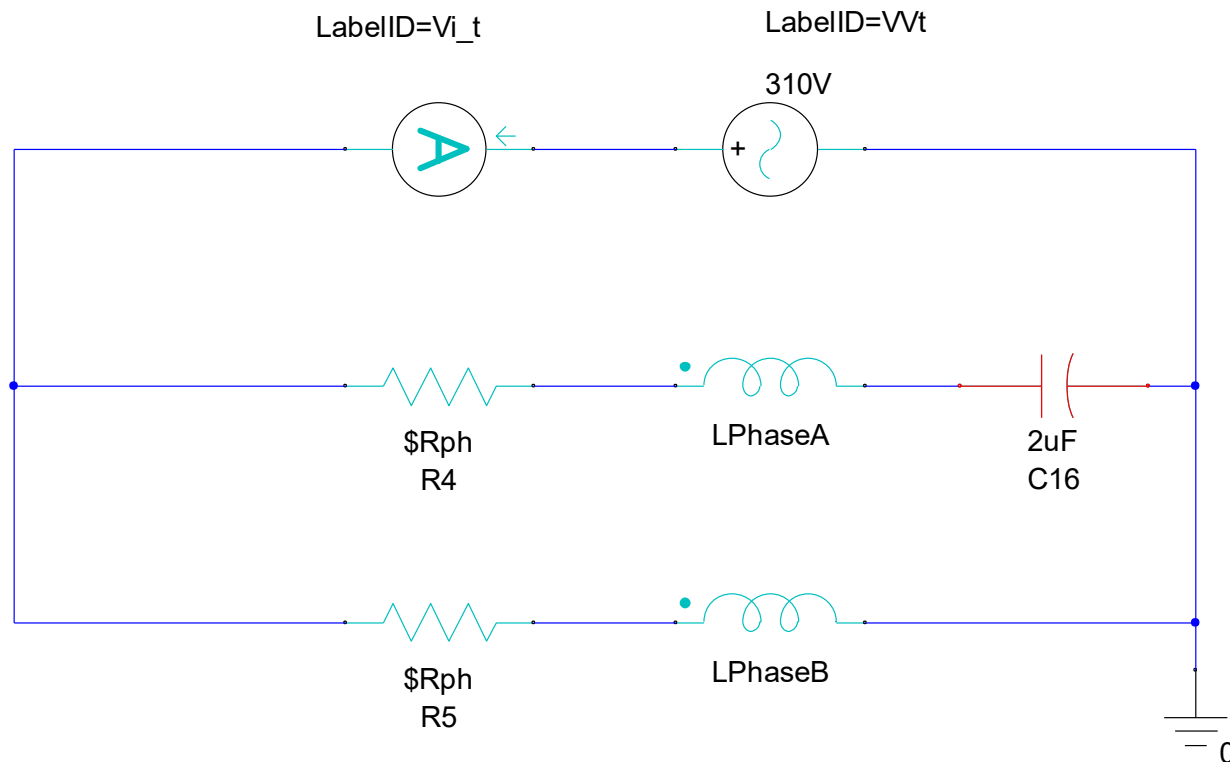 LabelID=Vi_t
LabelID=VVt
310V
+
LPhaseA
$Rph
R4
2uF
C16
LPhaseB
$Rph
R5
0